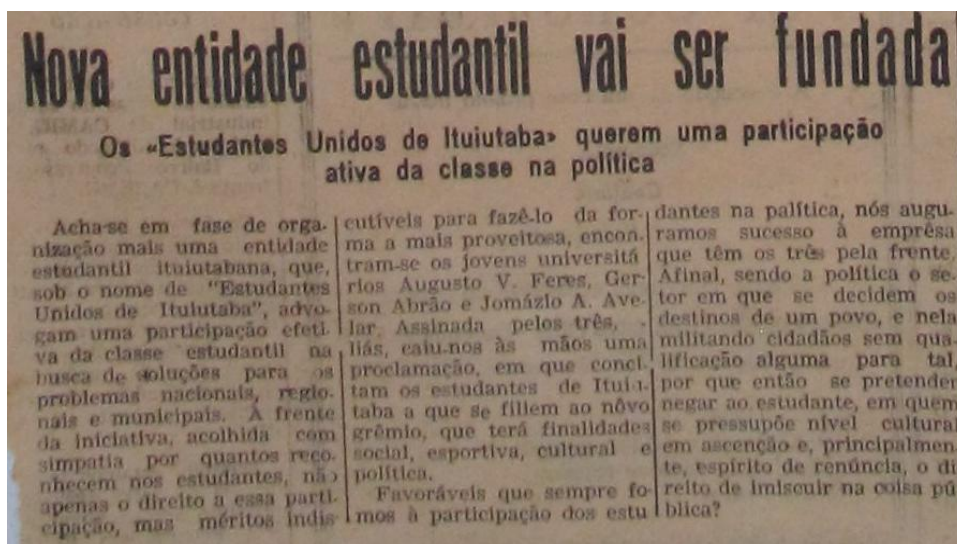 Nova entidade estudantil vai ser fundada
Os «Estudantes Unidos de Ituiutaba» querem uma participação
ativa da classe na política
Acha-se em fase de orga-
nização mais uma entidade
estudantil ituiutabana, que,
sob o nome de "Estudantes
Unidos de Ituiutaba", advo-
gam uma participação efeti-
va da classe estudantil na
busca de soluções para os
problemas nacionais, regio-
nais e municipais. À frente
da iniciativa, acolhida com
simpatia por quantos reco-
nhecem nos estudantes, não
apenas o direito a essa parti-
cipação, mas méritos indis-
cutíveis para fazê-lo da for-
ma a mais proveitosa, encon-
tram-se os jovens universitá
rios Augusto V. Feres, Ger-
son Abrão e Jomázio A. Ave-
lar. Assinada pelos três, a-
liás, caiu-nos às mãos uma
proclamação, em que conci-
tam os estudantes de Ituiu-
taba a que se filiem ao nôvo
grêmio, que terá finalidades
social, esportiva, cultural e
política.
Favoráveis que sempre fo-
mos à participação dos estu
dantes na palítica, nós augu-
ramos sucesso à emprêsa
que têm os três pela frente.
Afinal, sendo a política o se-
tor em que se decidem os
destinos de um povo, e nela
militando cidadãos sem qua-
lificação alguma para tal,
por que então se pretender
negar ao estudante, em quem
se pressupõe nível cultural
em ascenção e, principalmen-
te, espírito de renúncia, o di
reito de imiscuir na coisa pú
blica?